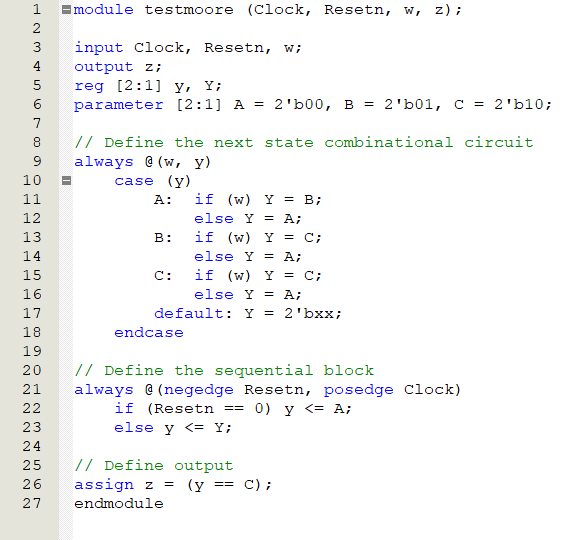 1 module testmoore (Clock, Resetn, w, z);
2
3 input Clock, Resetn, w;
4 output z;
5 reg [2:1] y, Y;
6 parameter [2:1] A = 2'b00, B = 2'b01, C = 2'b10;
7
8 // Define the next state combinational circuit
9 always @(w, y)
10     case (y)
11         A:  if (w) Y = B;
12             else Y = A;
13         B:  if (w) Y = C;
14             else Y = A;
15         C:  if (w) Y = C;
16             else Y = A;
17         default: Y = 2'bxx;
18     endcase
19
20 // Define the sequential block
21 always @(negedge Resetn, posedge Clock)
22     if (Resetn == 0) y <= A;
23     else y <= Y;
24
25 // Define output
26 assign z = (y == C);
27 endmodule